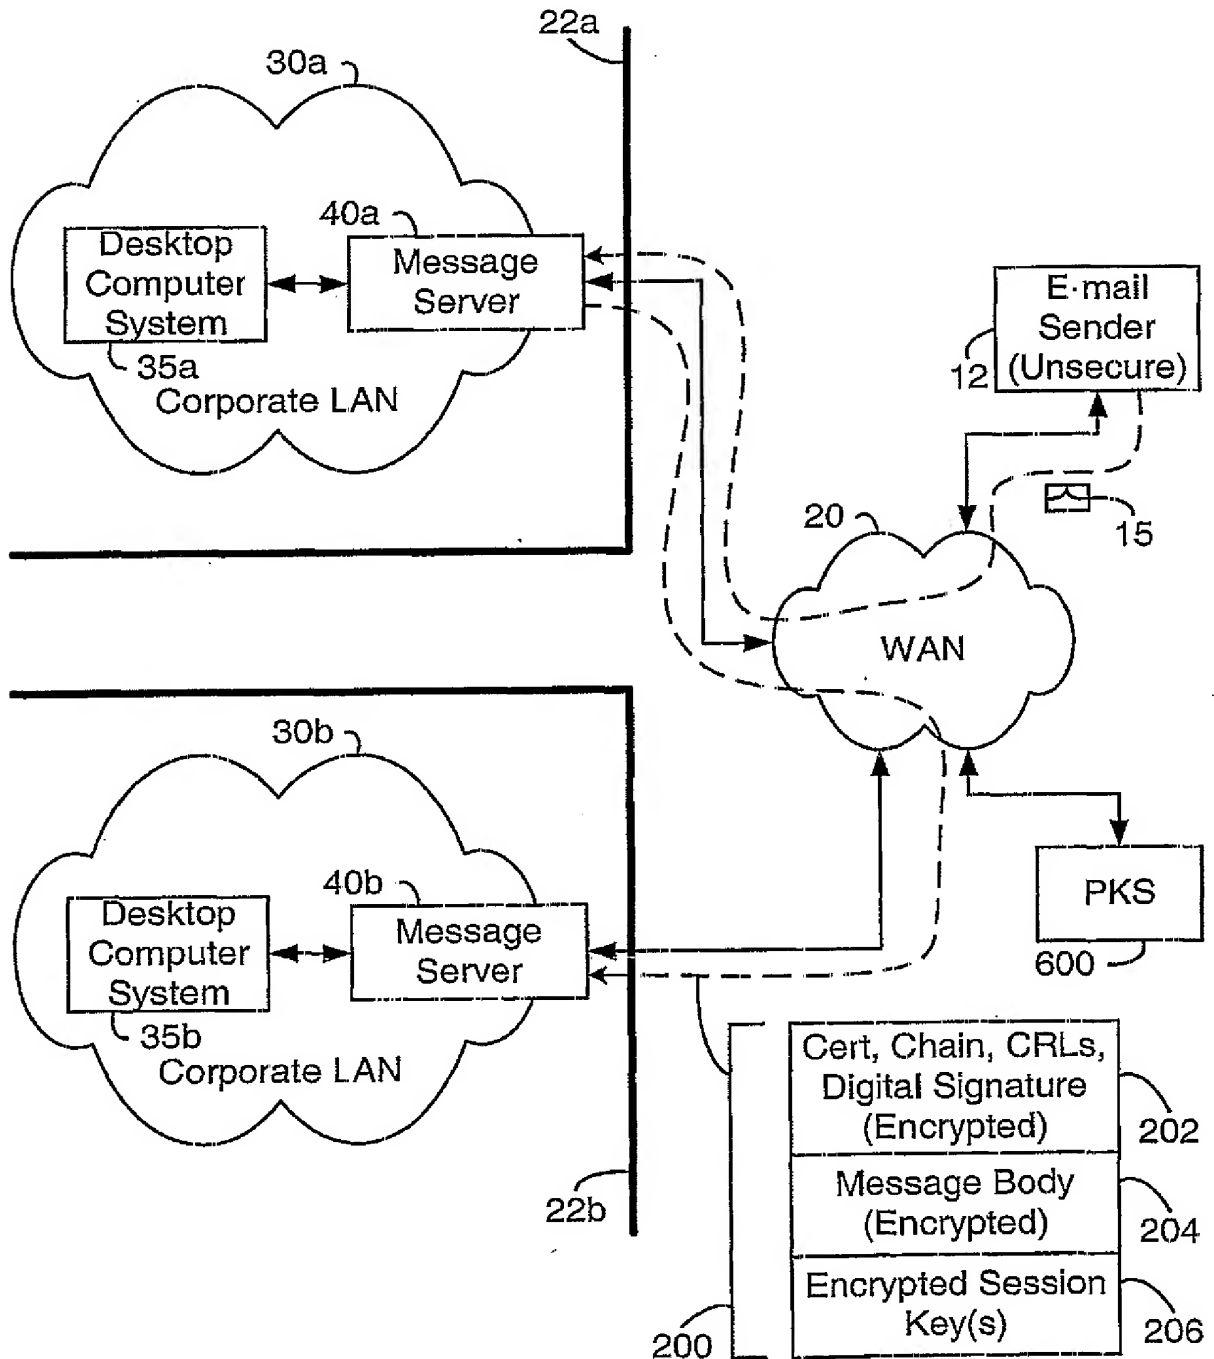 22a
30a
40a
Desktop
Computer
System
Message
Server
35a
Corporate LAN
E-mail
Sender
(Unsecure)
12
15
20
WAN
30b
40b
Desktop
Computer
System
Message
Server
35b
Corporate LAN
22b
PKS
600
Cert, Chain, CRLs,
Digital Signature
(Encrypted)
202
Message Body
(Encrypted)
204
Encrypted Session
Key(s)
206
200